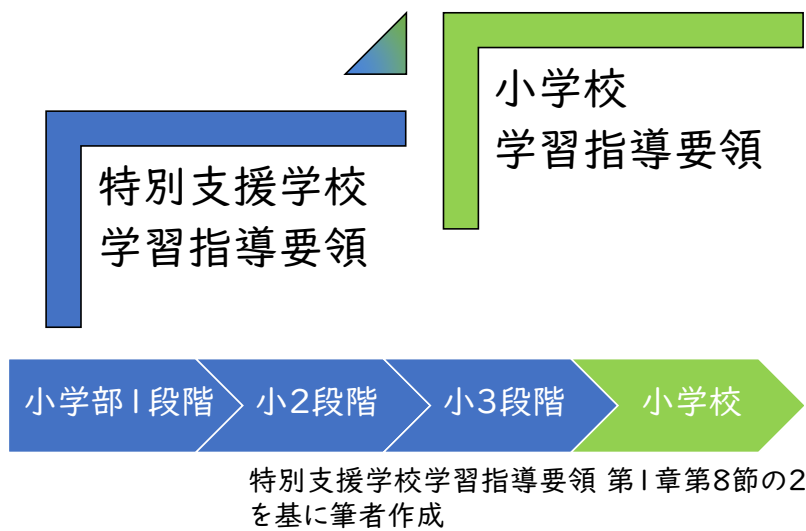 小学校
学習指導要領
特別支援学校
学習指導要領
小学部1段階
小2段階
小3段階
小学校
特別支援学校学習指導要領 第1章第8節の2
を基に筆者作成